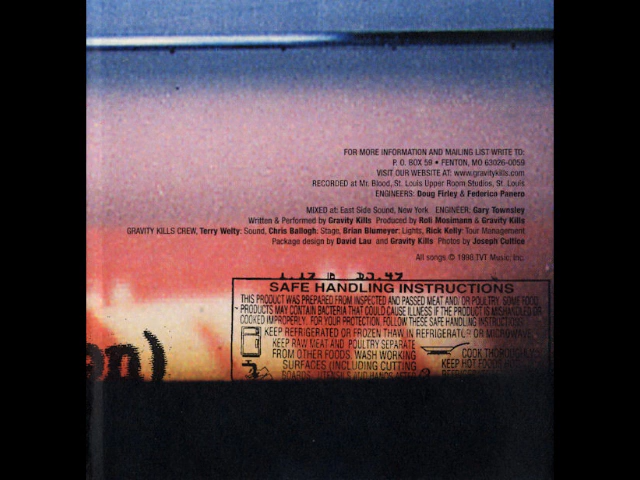 FOR MORE INFORMATION AND MAILING LIST WRITE TO:
P. O. BOX 59 • FENTON, MO 63026-0059
VISIT OUR WEBSITE AT: www.gravitykills.com
RECORDED at Mr. Blood, St. Louis Upper Room Studios, St. Louis
ENGINEERS: Doug Firley & Federico Panero
MIXED at: East Side Sound, New York ENGINEER: Gary Townsley
Written & Performed by Gravity Kills Produced by Roli Mosimann & Gravity Kills
GRAVITY KILLS CREW, Terry Welty: Sound, Chris Ballogh: Stage, Brian Blumeyer: Lights, Rick Kelly: Tour Management
Package design by David Lau and Gravity Kills Photos by Joseph Cultice
All songs © 1998 TVT Music, Inc.
SAFE HANDLING INSTRUCTIONS
THIS PRODUCT WAS PREPARED FROM INSPECTED AND PASSED MEAT AND/OR POULTRY. SOME FOOD
PRODUCTS MAY CONTAIN BACTERIA THAT COULD CAUSE ILLNESS IF THE PRODUCT IS MISHANDLED OR
COOKED IMPROPERLY. FOR YOUR PROTECTION, FOLLOW THESE SAFE HANDLING INSTRUCTIONS.
KEEP REFRIGERATED OR FROZEN THAW IN REFRIGERATOR OR MICROWAVE.
KEEP RAW MEAT AND POULTRY SEPARATE
FROM OTHER FOODS. WASH WORKING
SURFACES (INCLUDING CUTTING
COOK THOROUGHLY
KEEP HOT FOODS
on)